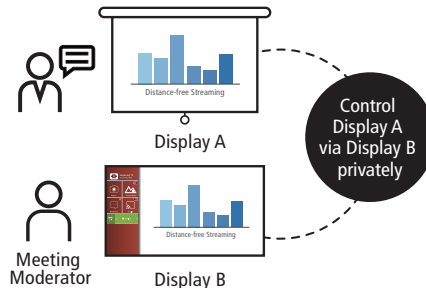 Distance-free Streaming
Display A
Control
Display A
via Display B
privately
Distance-free Streaming
Meeting
Moderator
Display B